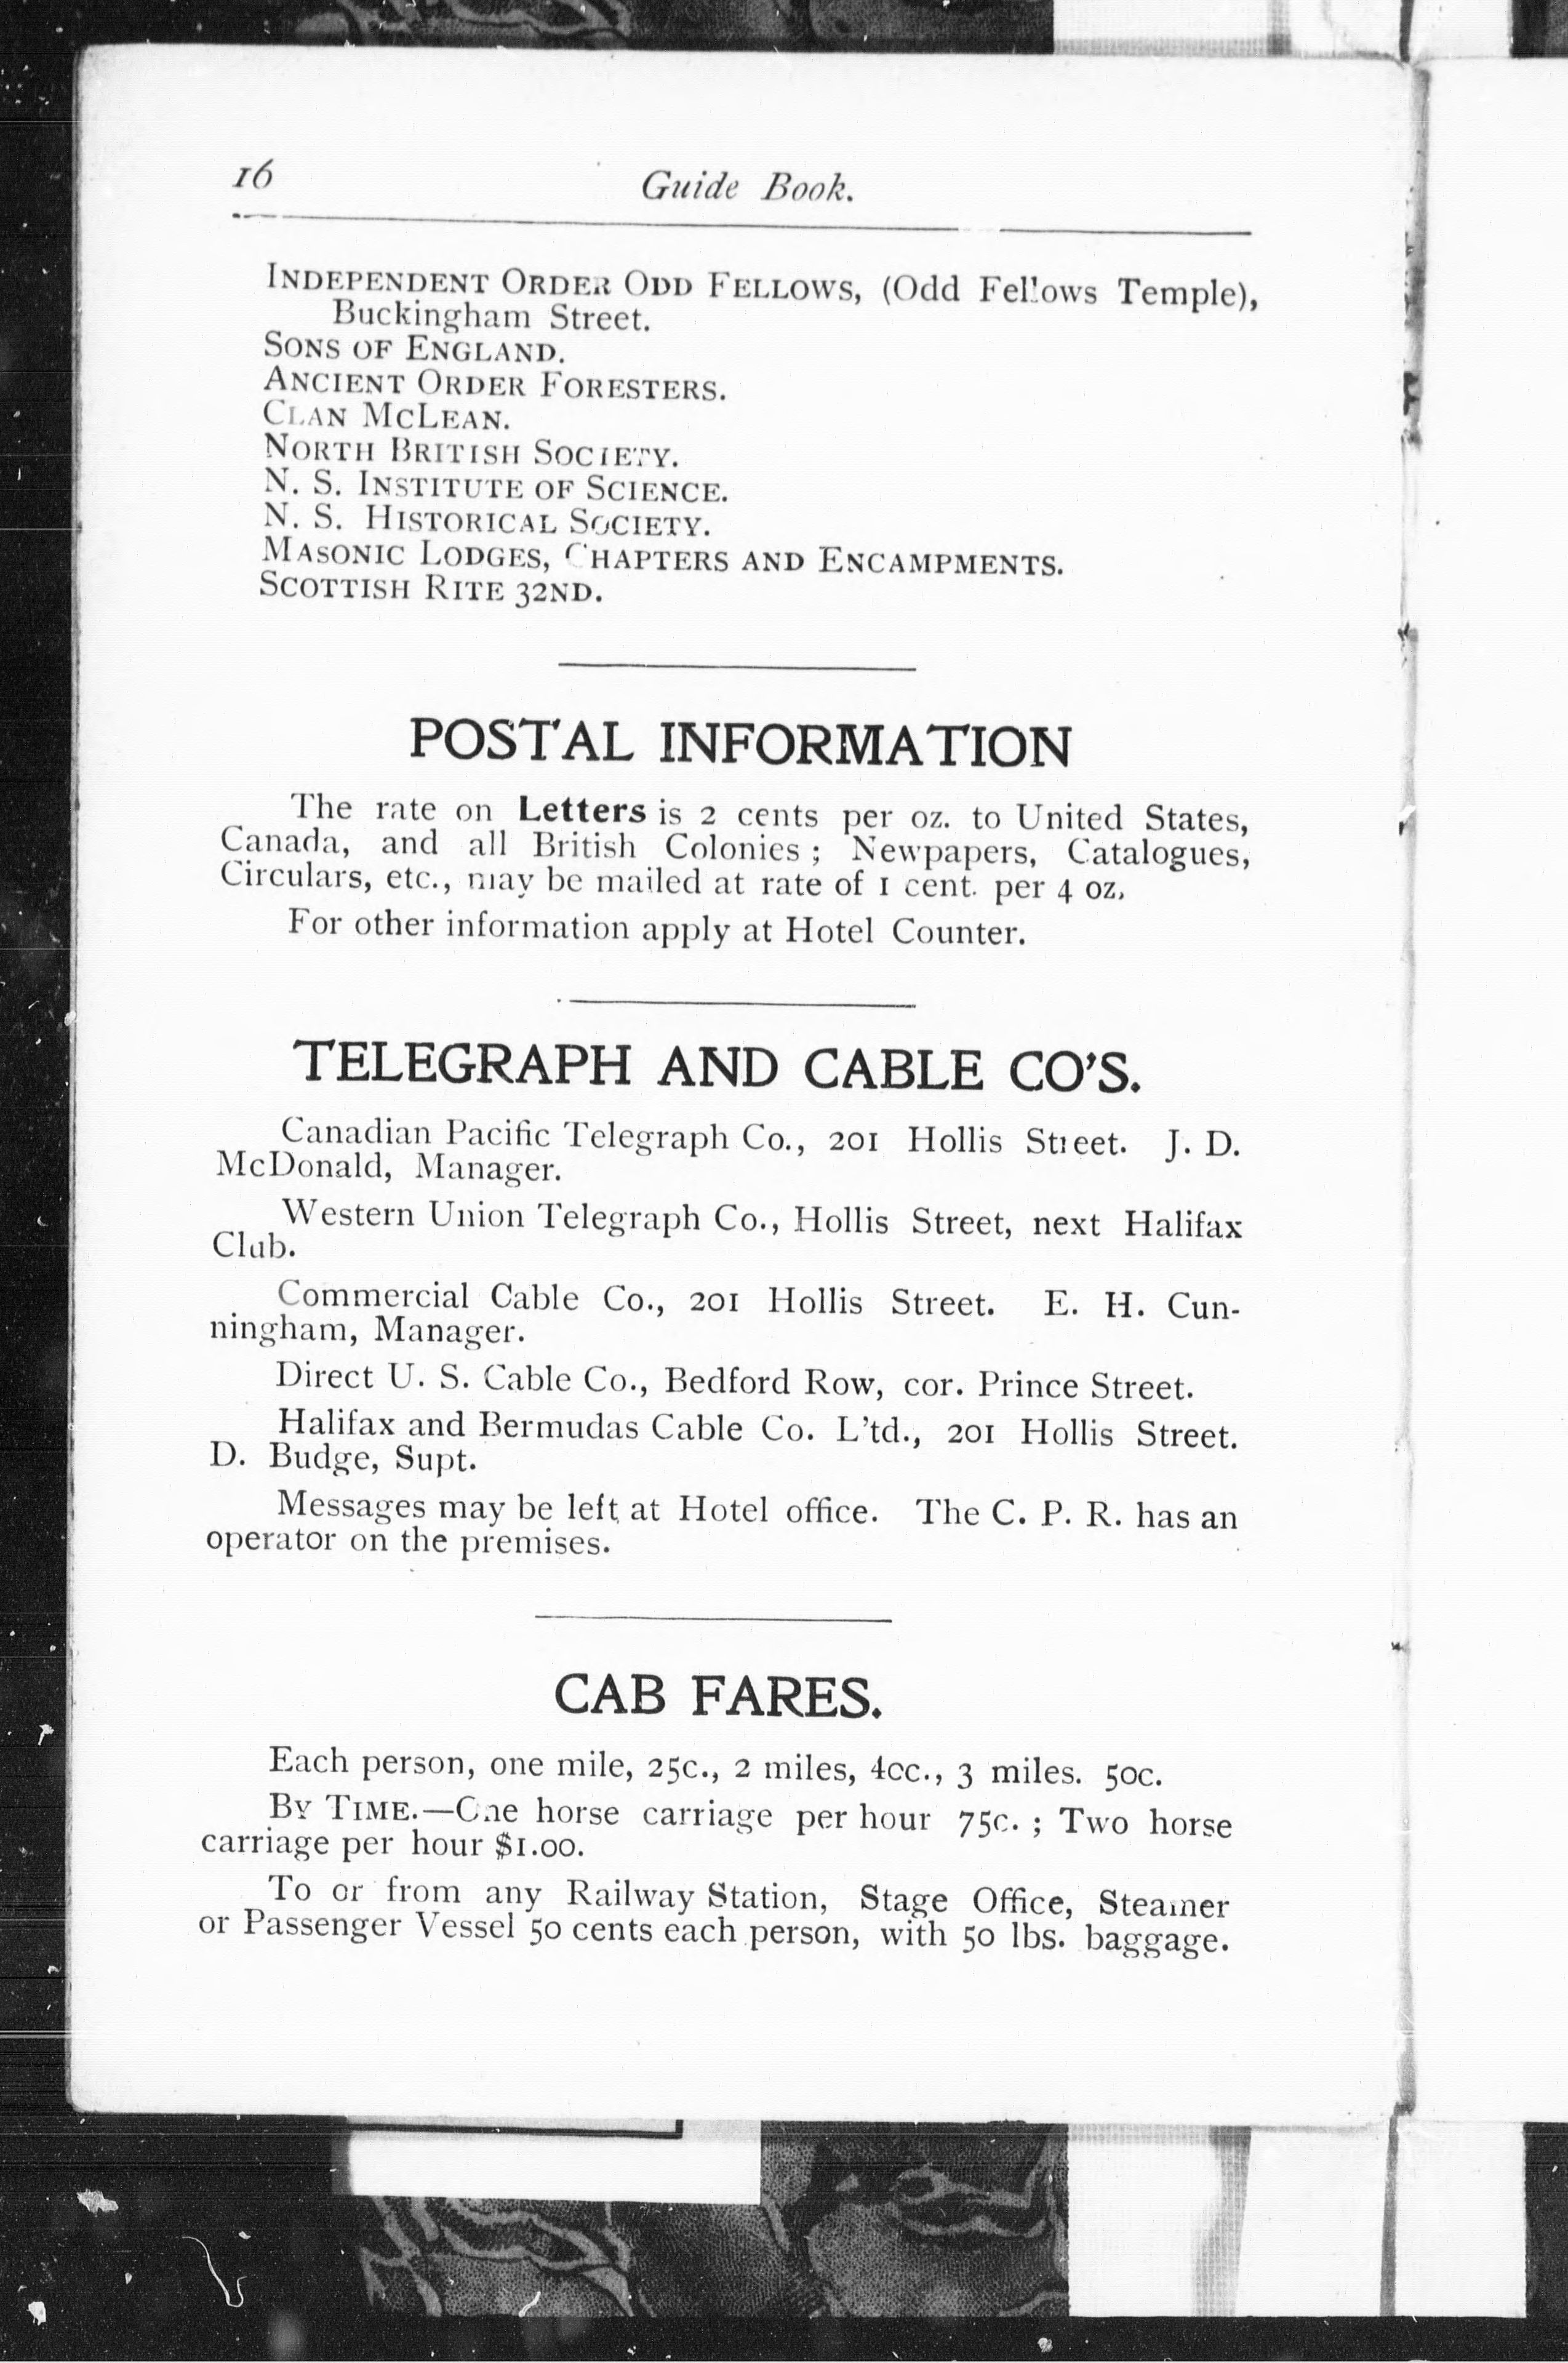 16
Guide Book.
INDEPENDENT ORDER ODD FELLOWS, (Odd Fellows Temple),
Buckingham Street.
SONS OF ENGLAND.
ANCIENT ORDER FORESTERS.
CLAN MCLEAN.
NORTH BRITISH SOCIETY.
N. S. INSTITUTE OF SCIENCE.
N. S. HISTORICAL SOCIETY.
MASONIC LODGES, CHAPTERS AND ENCAMPMENTS.
SCOTTISH RITE 32ND.
POSTAL INFORMATION
The rate on Letters is 2 cents per oz. to United States,
Canada, and all British Colonies ; Newpapers, Catalogues,
Circulars, etc., may be mailed at rate of 1 cent. per 4 oz.
For other information apply at Hotel Counter.
TELEGRAPH AND CABLE CO'S.
Canadian Pacific Telegraph Co., 201 Hollis Street. J. D.
McDonald, Manager.
Western Union Telegraph Co., Hollis Street, next Halifax
Club.
Commercial Cable Co., 201 Hollis Street. E. H. Cun-
ningham, Manager.
Direct U. S. Cable Co., Bedford Row, cor. Prince Street.
Halifax and Bermudas Cable Co. L'td., 201 Hollis Street.
D. Budge, Supt.
Messages may be left at Hotel office. The C. P. R. has an
operator on the premises.
CAB FARES.
Each person, one mile, 25c., 2 miles, 40c., 3 miles. 50c.
BY TIME.—One horse carriage per hour 75c. ; Two horse
carriage per hour $1.00.
To or from any Railway Station, Stage Office, Steamer
or Passenger Vessel 50 cents each person, with 50 lbs. baggage.